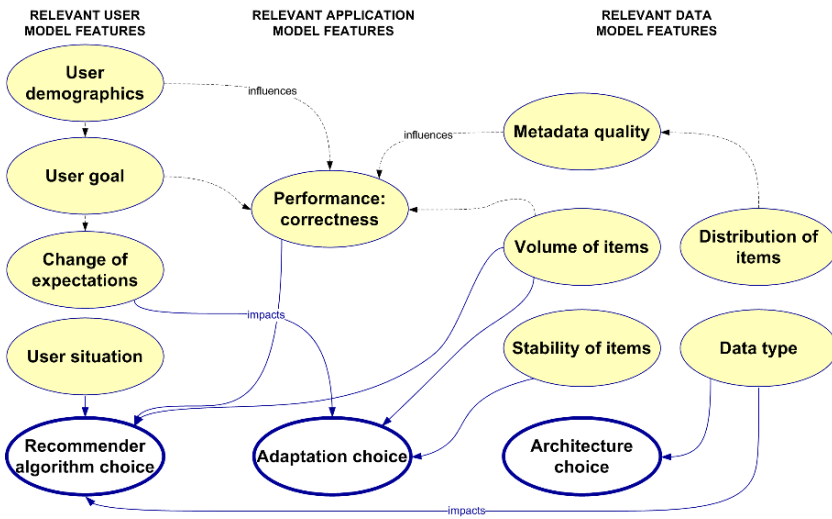 RELEVANT USER
MODEL FEATURES
RELEVANT APPLICATION
MODEL FEATURES
RELEVANT DATA
MODEL FEATURES
User
demographics
influences
influences
Metadata quality
User goal
Performance:
correctness
Change of
expectations
Volume of items
Distribution of
items
impacts
User situation
Stability of items
Data type
Recommender
algorithm choice
Adaptation choice
Architecture
choice
impacts